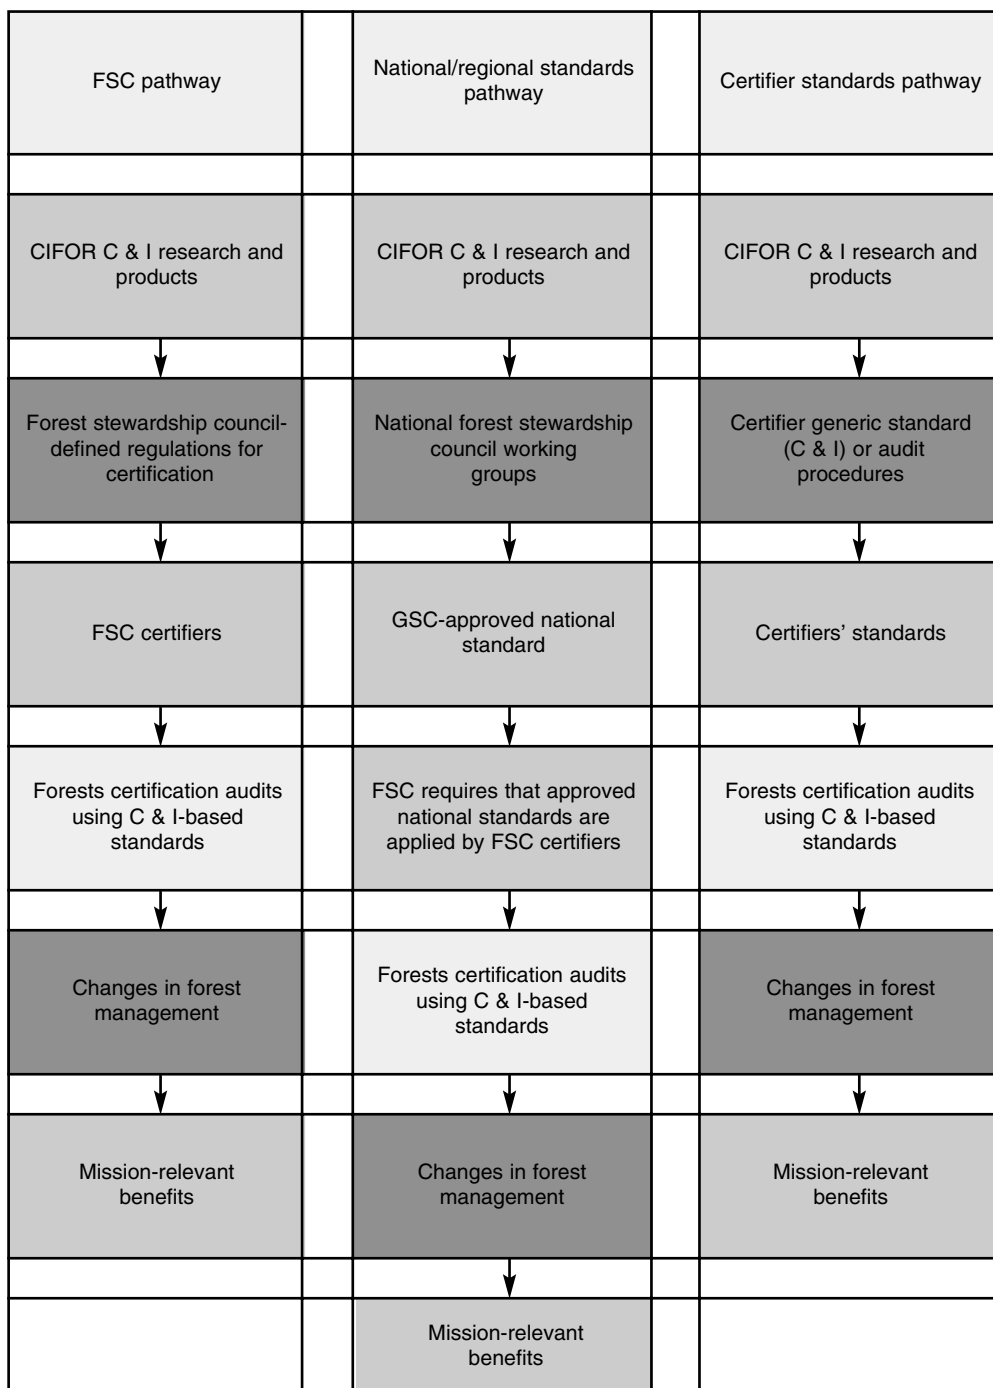 FSC pathway
National/regional standards
pathway
Certifier standards pathway
CIFOR C & I research and
products
CIFOR C & I research and
products
CIFOR C & I research and
products
Forest stewardship council-
defined regulations for
certification
National forest stewardship
council working
groups
Certifier generic standard
(C & I) or audit
procedures
FSC certifiers
GSC-approved national
standard
Certifiers’ standards
Forests certification audits
using C & I-based
standards
FSC requires that approved
national standards are
applied by FSC certifiers
Forests certification audits
using C & I-based
standards
Changes in forest
management
Forests certification audits
using C & I-based
standards
Changes in forest
management
Mission-relevant
benefits
Changes in forest
management
Mission-relevant
benefits
Mission-relevant
benefits